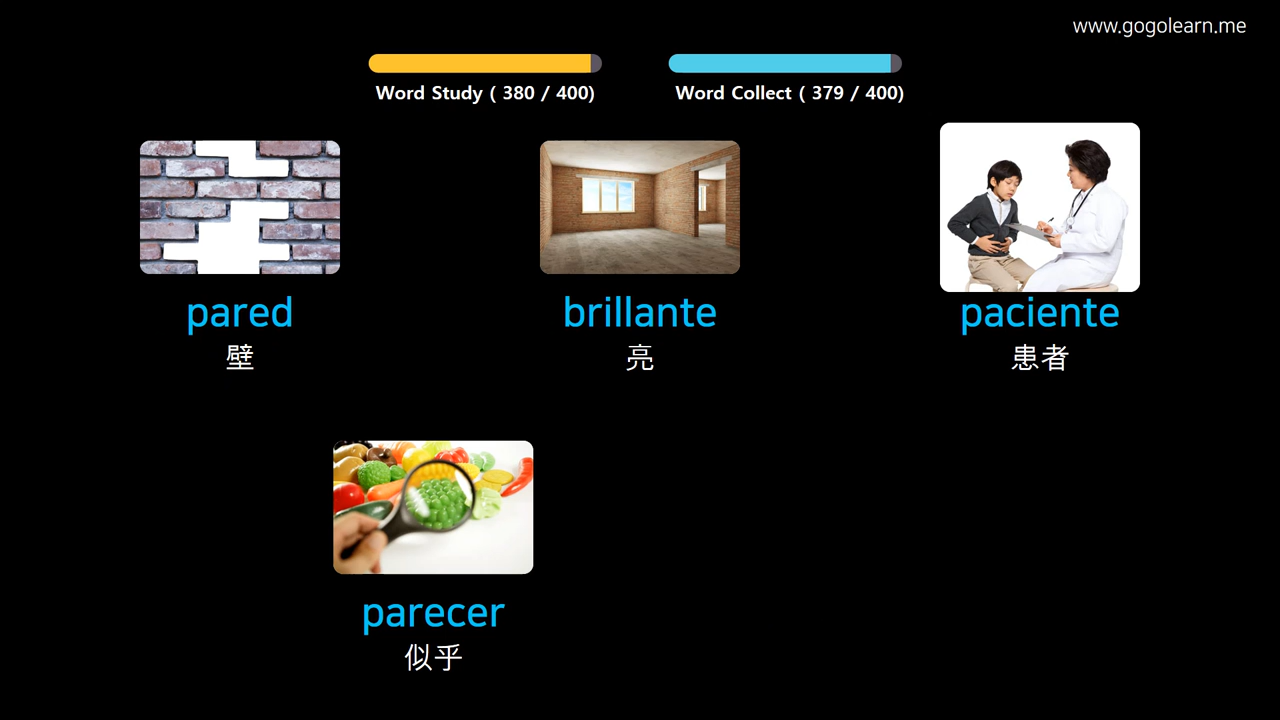 www.gogolearn.me
Word Study ( 380 / 400)
Word Collect ( 379 / 400)
pared
壁
brillante
亮
paciente
患者
parecer
似乎